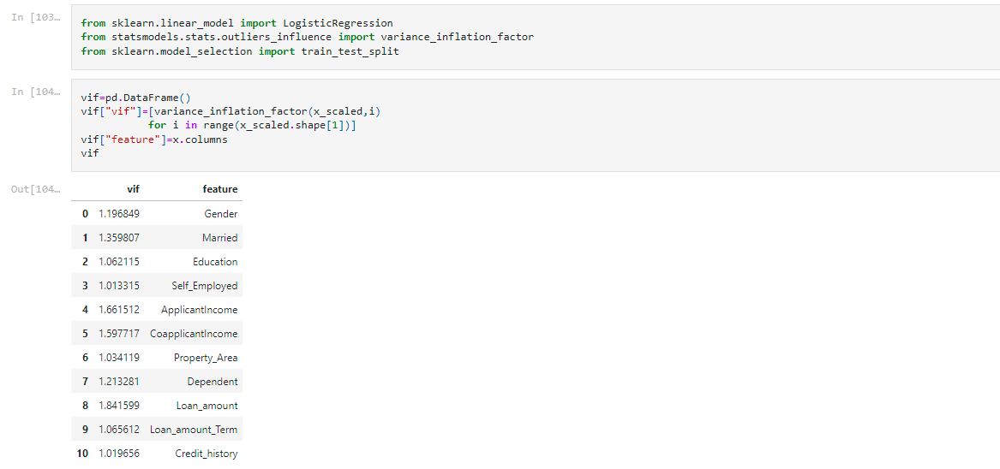 In [103…
from sklearn.linear_model import LogisticRegression
from statsmodels.stats.outliers_influence import variance_inflation_factor
from sklearn.model_selection import train_test_split
In [104…
vif=pd.DataFrame()
vif["vif"]=[variance_inflation_factor(x_scaled,i)
           for i in range(x_scaled.shape[1])]
vif["feature"]=x.columns
vif
Out[104…
vif feature
0 1.196849 Gender
1 1.359807 Married
2 1.062115 Education
3 1.013315 Self_Employed
4 1.661512 ApplicantIncome
5 1.597717 CoapplicantIncome
6 1.034119 Property_Area
7 1.213281 Dependent
8 1.841599 Loan_amount
9 1.065612 Loan_amount_Term
10 1.019656 Credit_history